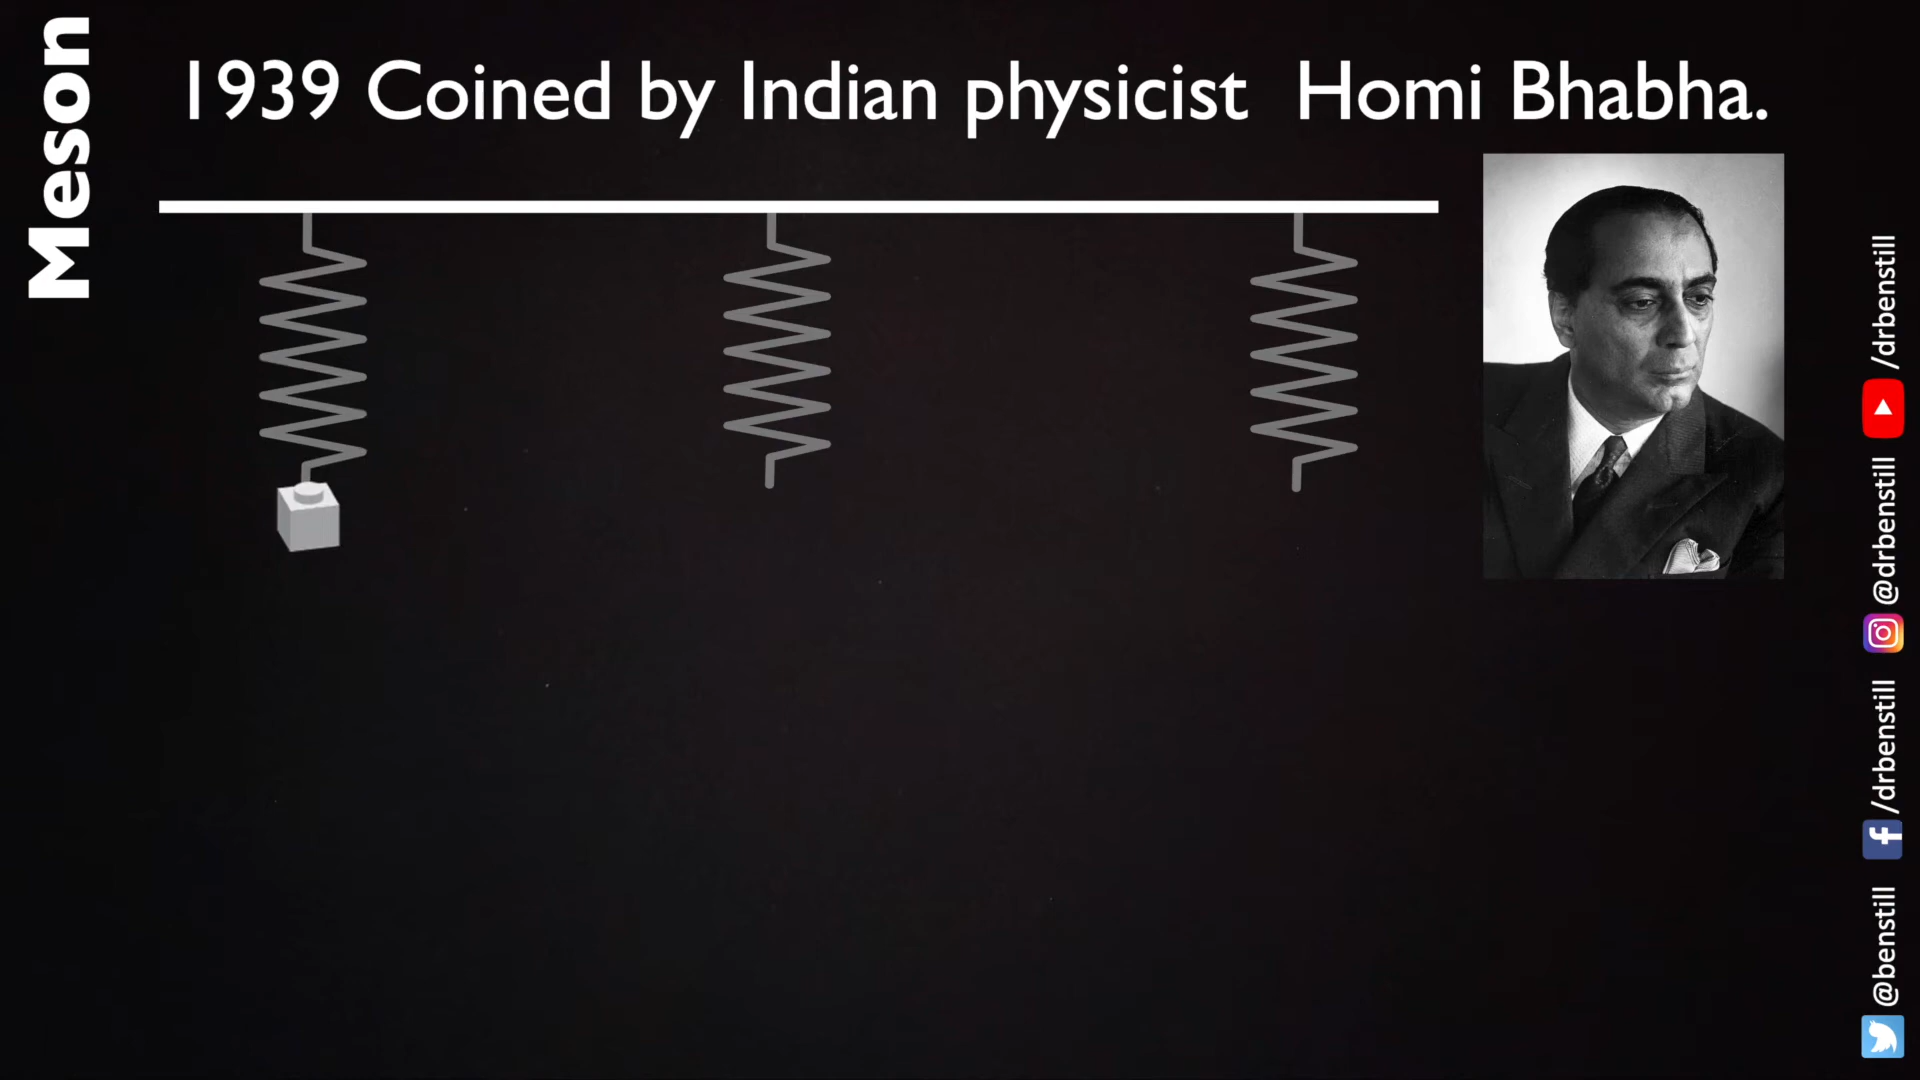 Meson
1939 Coined by Indian physicist  Homi Bhabha.
/drbenstill
@drbenstill
/drbenstill
@benstill